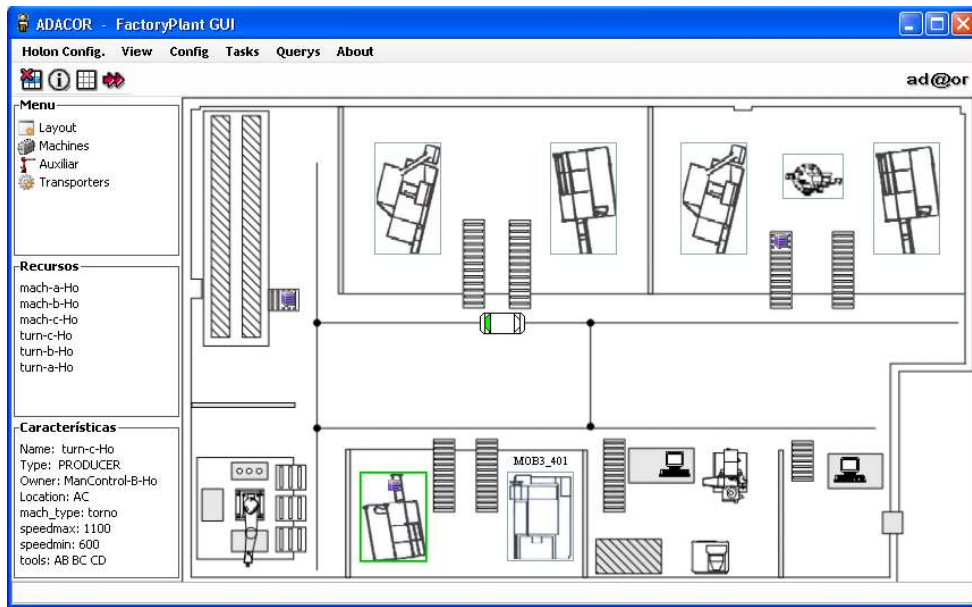 ADACOR - FactoryPlant GUI
Holon Config. View Config Tasks Querys About
ad@or
Menu
Layout
Machines
Auxiliar
Transporters
Recursos
mach-a-Ho
mach-b-Ho
mach-c-Ho
turn-c-Ho
turn-b-Ho
turn-a-Ho
Características
Name: turn-c-Ho
Type: PRODUCER
Owner: ManControl-B-Ho
Location: AC
mach_type: torno
speedmax: 1100
speedmin: 600
tools: AB BC CD
MOB3_401